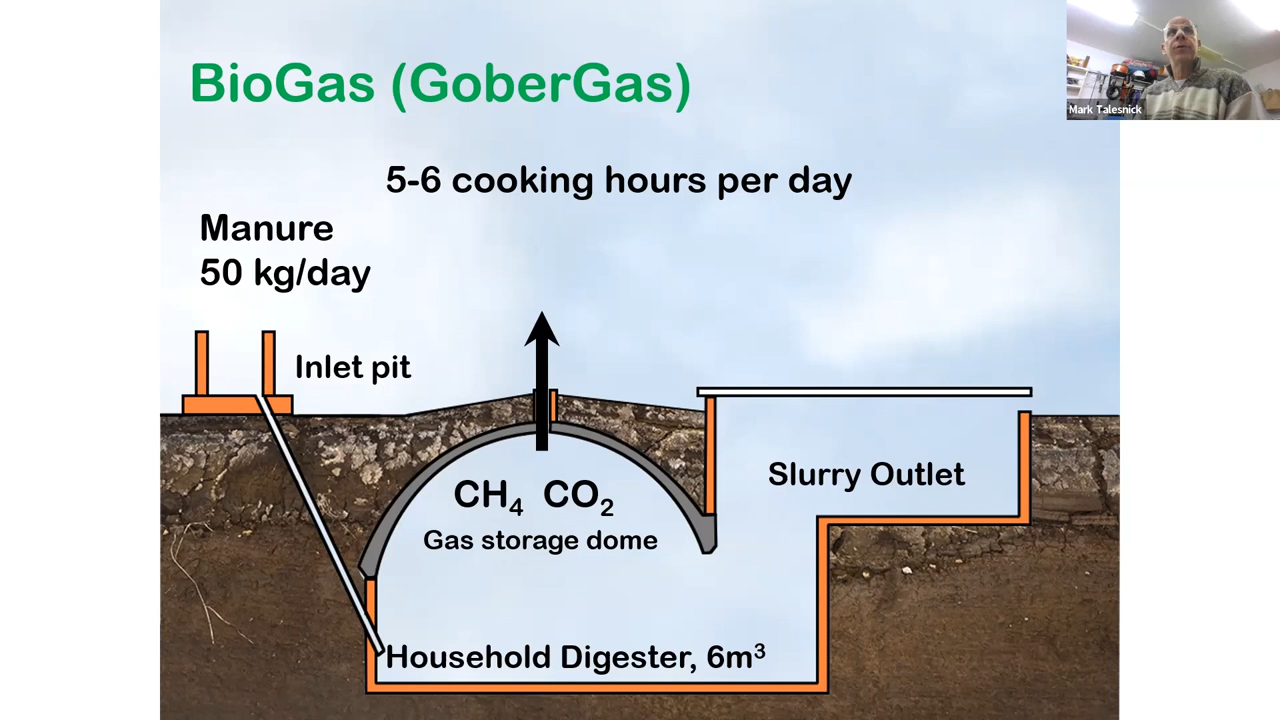 BioGas (GoberGas)
Mark Talesnick
5-6 cooking hours per day
Manure
50 kg/day
Inlet pit
CH₄ CO₂
Gas storage dome
Slurry Outlet
Household Digester, 6m³